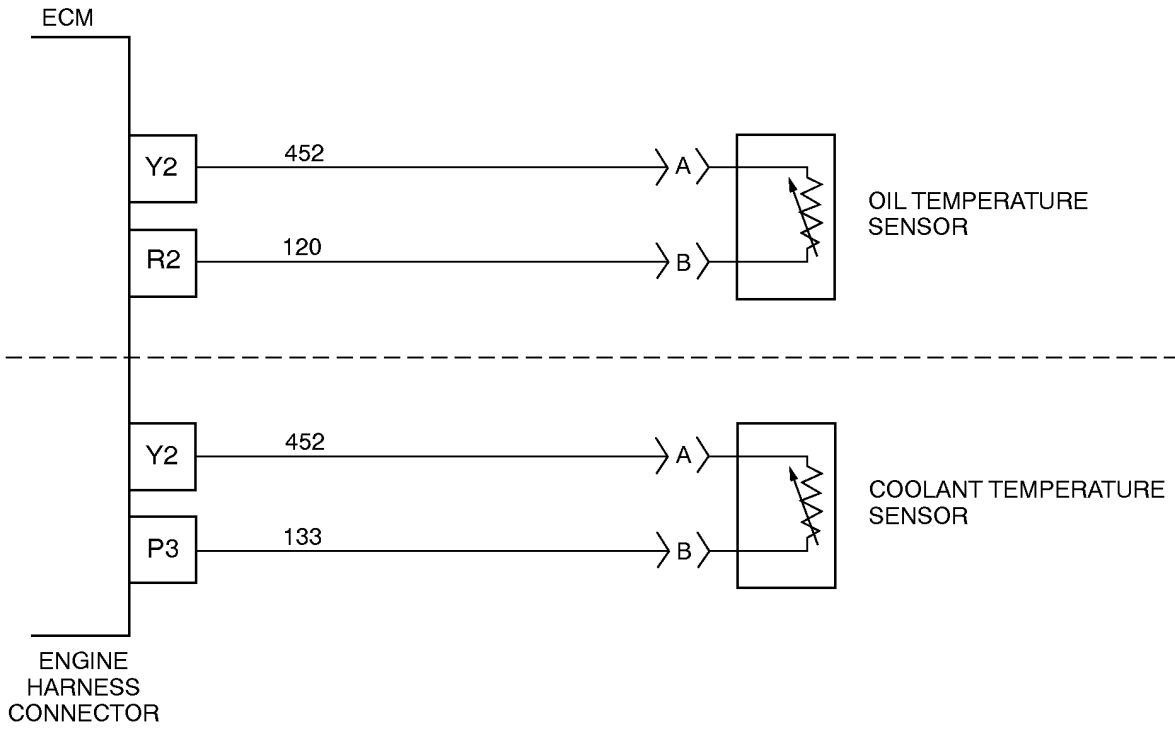 ECM
Y2
452
A
OIL TEMPERATURE
SENSOR
R2
120
B
Y2
452
A
COOLANT TEMPERATURE
SENSOR
P3
133
B
ENGINE
HARNESS
CONNECTOR